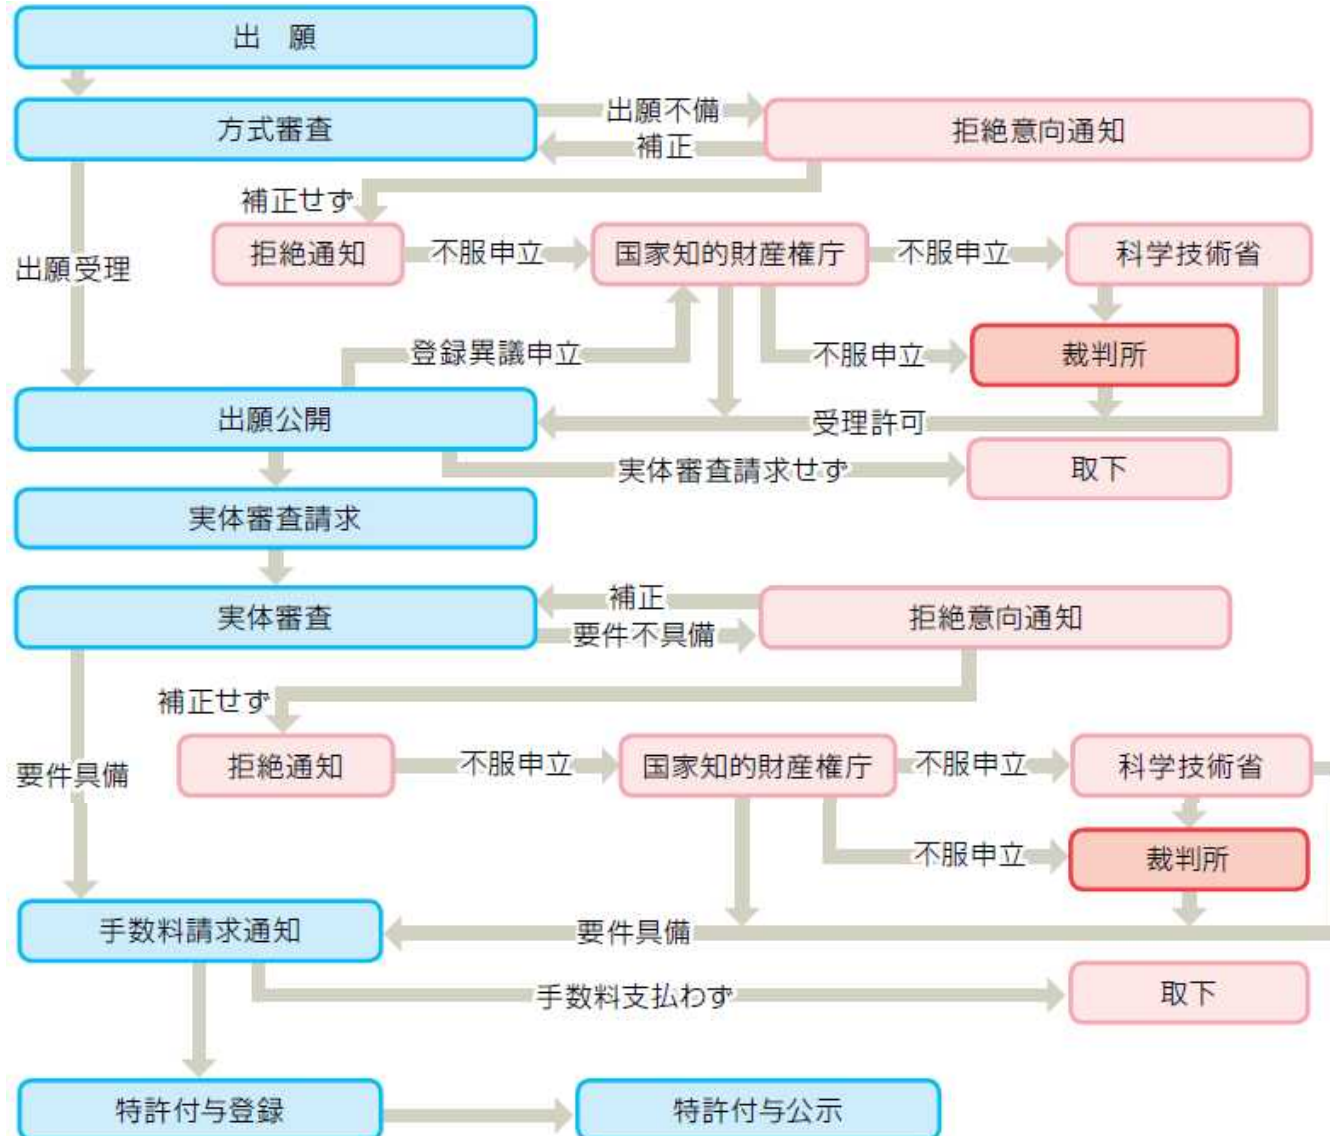 出　願
方式審査
出願不備
補正
拒絶意向通知
補正せず
出願受理
拒絶通知
不服申立
国家知的財産権庁
不服申立
科学技術省
登録異議申立
不服申立
裁判所
出願公開
受理許可
実体審査請求せず
取下
実体審査請求
実体審査
補正
要件不具備
拒絶意向通知
補正せず
要件具備
拒絶通知
不服申立
国家知的財産権庁
不服申立
科学技術省
不服申立
裁判所
手数料請求通知
要件具備
手数料支払わず
取下
特許付与登録
特許付与公示